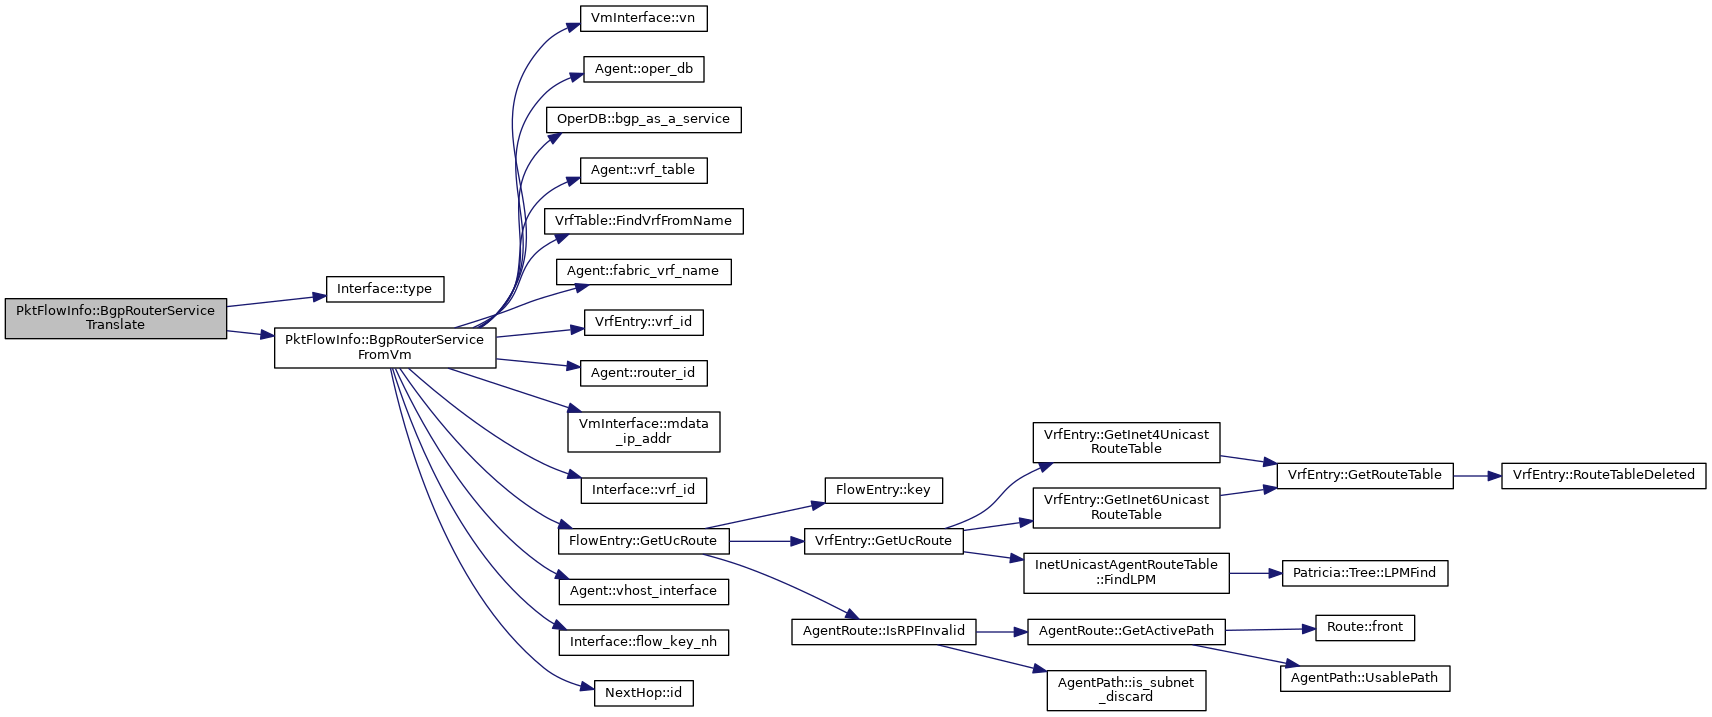 PktFlowInfo::BgpRouterService
Translate
Interface::type
PktFlowInfo::BgpRouterService
FromVm
VmInterface::vn
Agent::oper_db
OperDB::bgp_as_a_service
Agent::vrf_table
VrfTable::FindVrfFromName
Agent::fabric_vrf_name
VrfEntry::vrf_id
Agent::router_id
VmInterface::mdata
_ip_addr
Interface::vrf_id
FlowEntry::GetUcRoute
Agent::vhost_interface
Interface::flow_key_nh
NextHop::id
FlowEntry::key
VrfEntry::GetUcRoute
AgentRoute::IsRPFInvalid
VrfEntry::GetInet4Unicast
RouteTable
VrfEntry::GetInet6Unicast
RouteTable
InetUnicastAgentRouteTable
::FindLPM
AgentRoute::GetActivePath
AgentPath::is_subnet
_discard
VrfEntry::GetRouteTable
Patricia::Tree::LPMFind
Route::front
AgentPath::UsablePath
VrfEntry::RouteTableDeleted